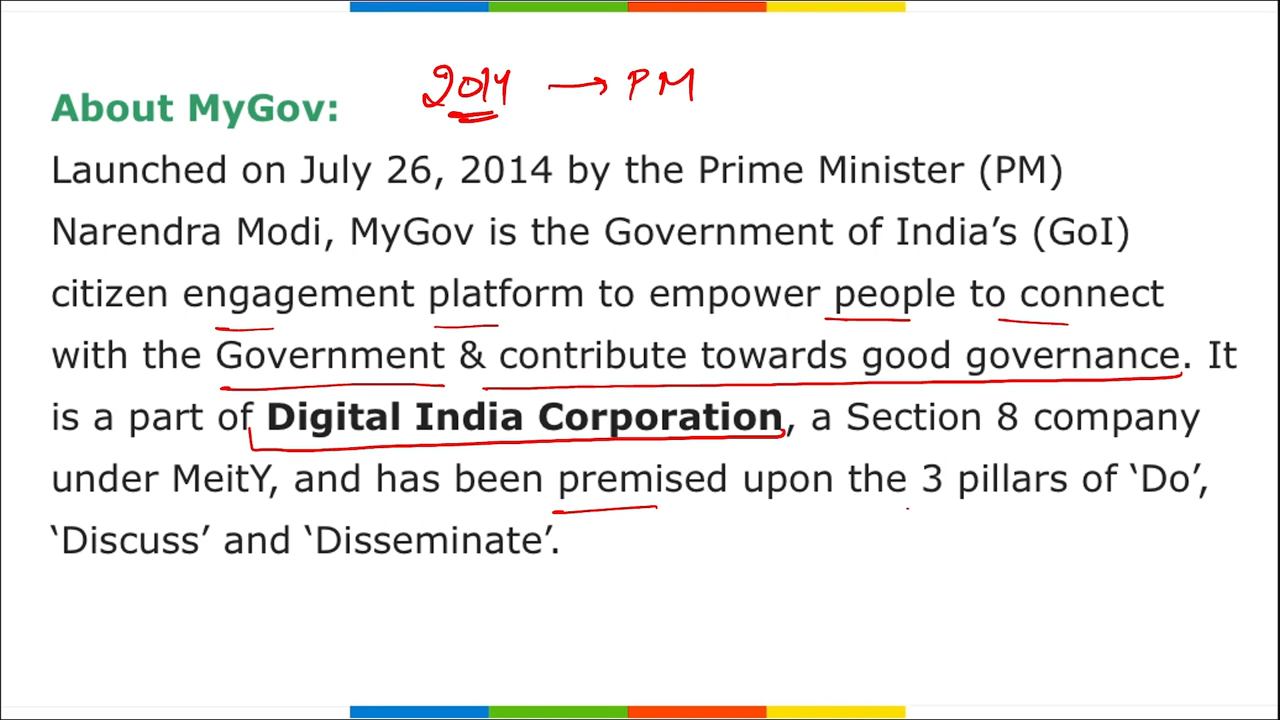 2014 → PM
About MyGov:
Launched on July 26, 2014 by the Prime Minister (PM)
Narendra Modi, MyGov is the Government of India’s (GoI)
citizen engagement platform to empower people to connect
with the Government & contribute towards good governance. It
is a part of Digital India Corporation, a Section 8 company
under MeitY, and has been premised upon the 3 pillars of ‘Do’,
‘Discuss’ and ‘Disseminate’.